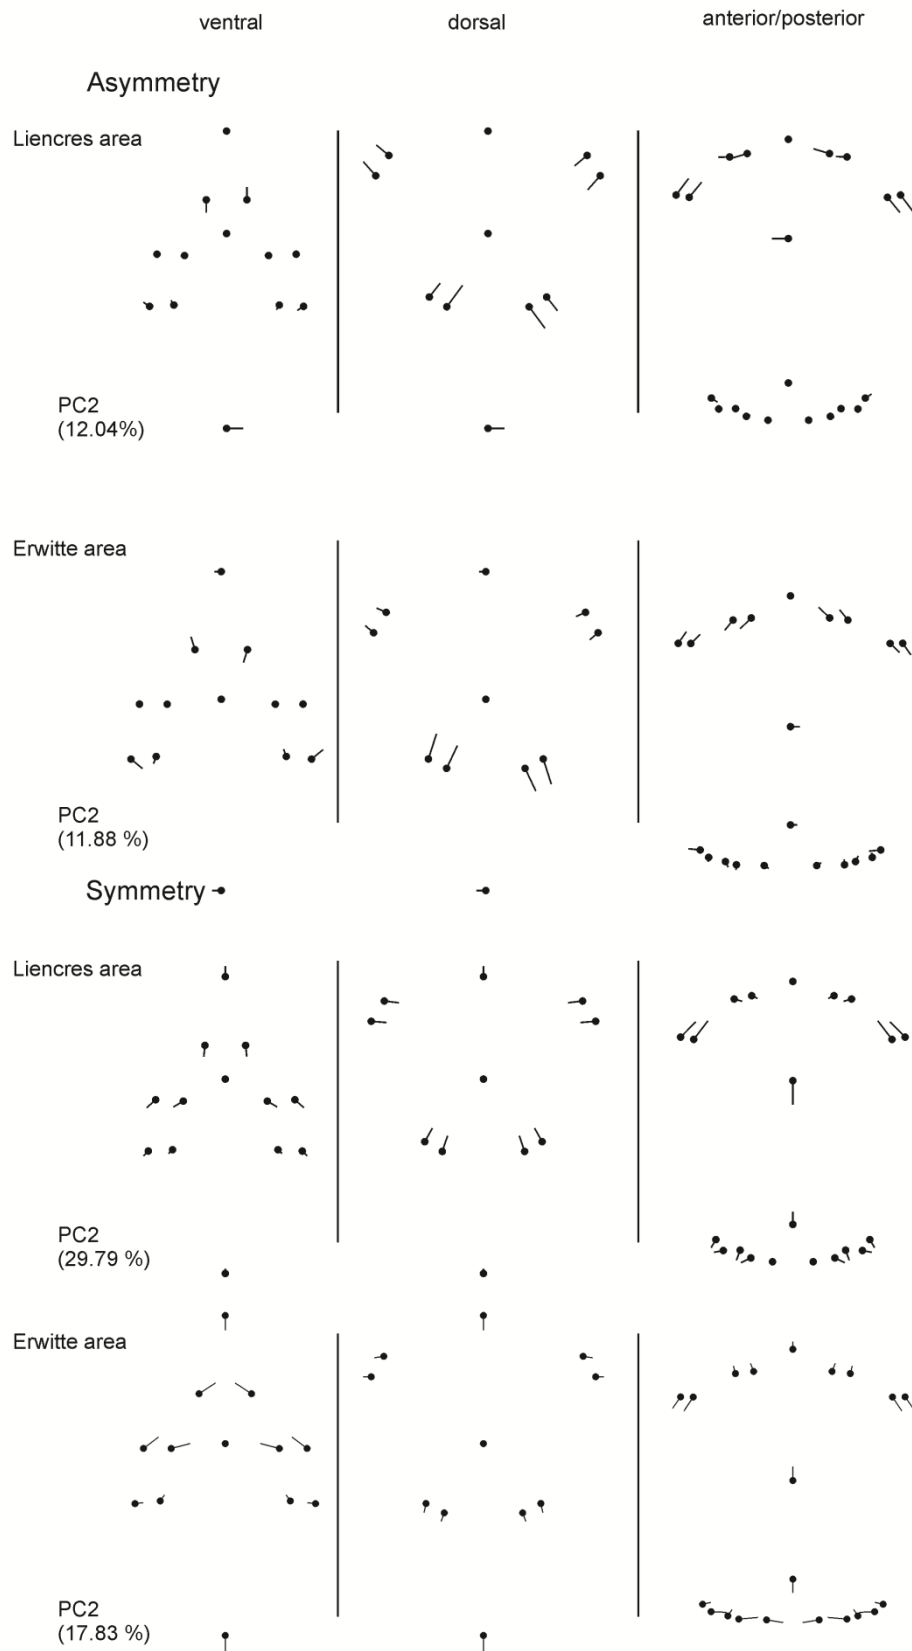 ventral
dorsal
anterior/posterior
Asymmetry
Liencres area
PC2
(12.04%)
Erwitte area
PC2
(11.88 %)
Symmetry
Liencres area
PC2
(29.79 %)
Erwitte area
PC2
(17.83 %)